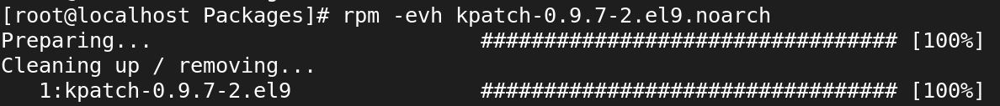 [root@localhost Packages]# rpm -evh kpatch-0.9.7-2.el9.noarch
Preparing...                          ################################# [100%]
Cleaning up / removing...
   1:kpatch-0.9.7-2.el9               ################################# [100%]